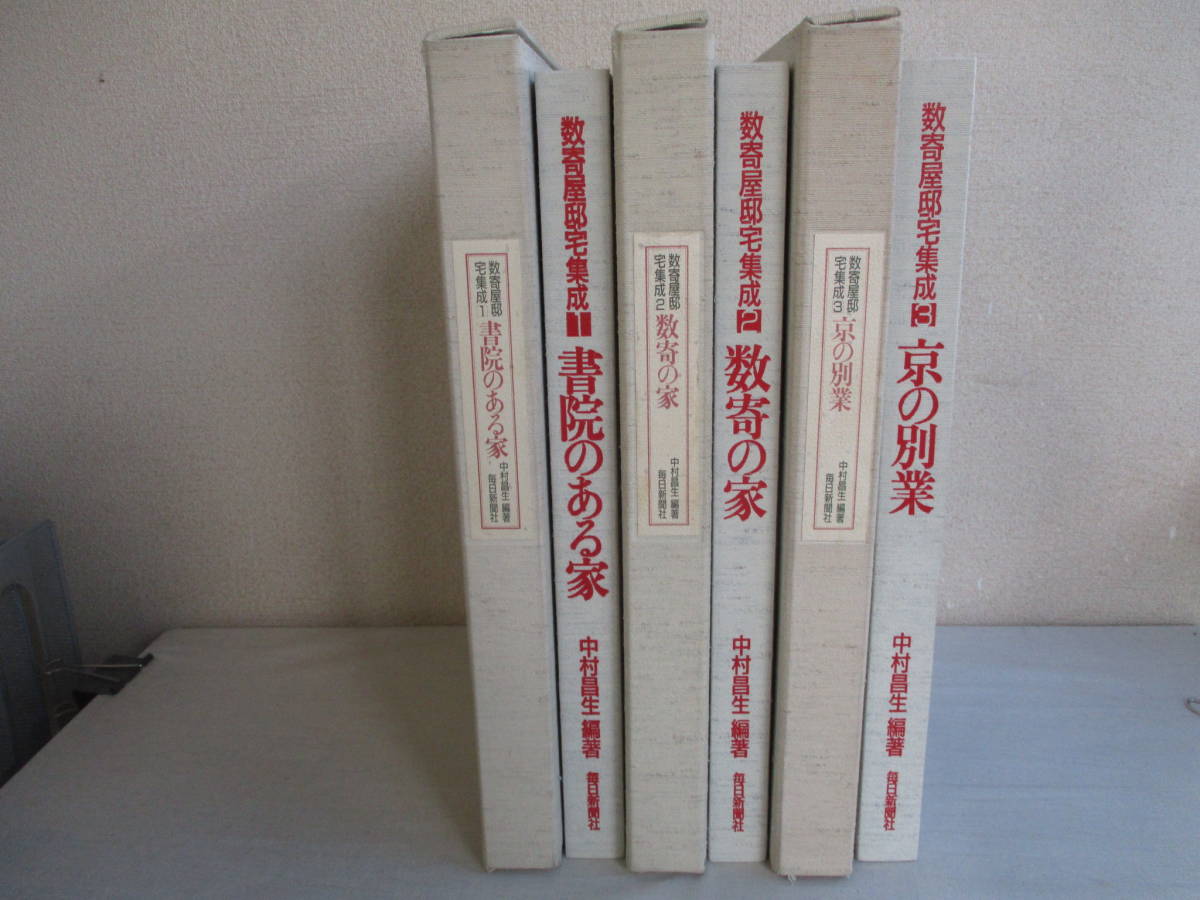 数寄屋邸
宅集成1
書院のある家
中村昌生 編著
毎日新聞社
数寄屋邸宅集成1 書院のある家 中村昌生 編著 毎日新聞社
数寄屋邸
宅集成2
数寄の家
中村昌生 編著
毎日新聞社
数寄屋邸宅集成2 数寄の家 中村昌生 編著 毎日新聞社
数寄屋邸
宅集成3
京の別業
中村昌生 編著
毎日新聞社
数寄屋邸宅集成3 京の別業 中村昌生 編著 毎日新聞社